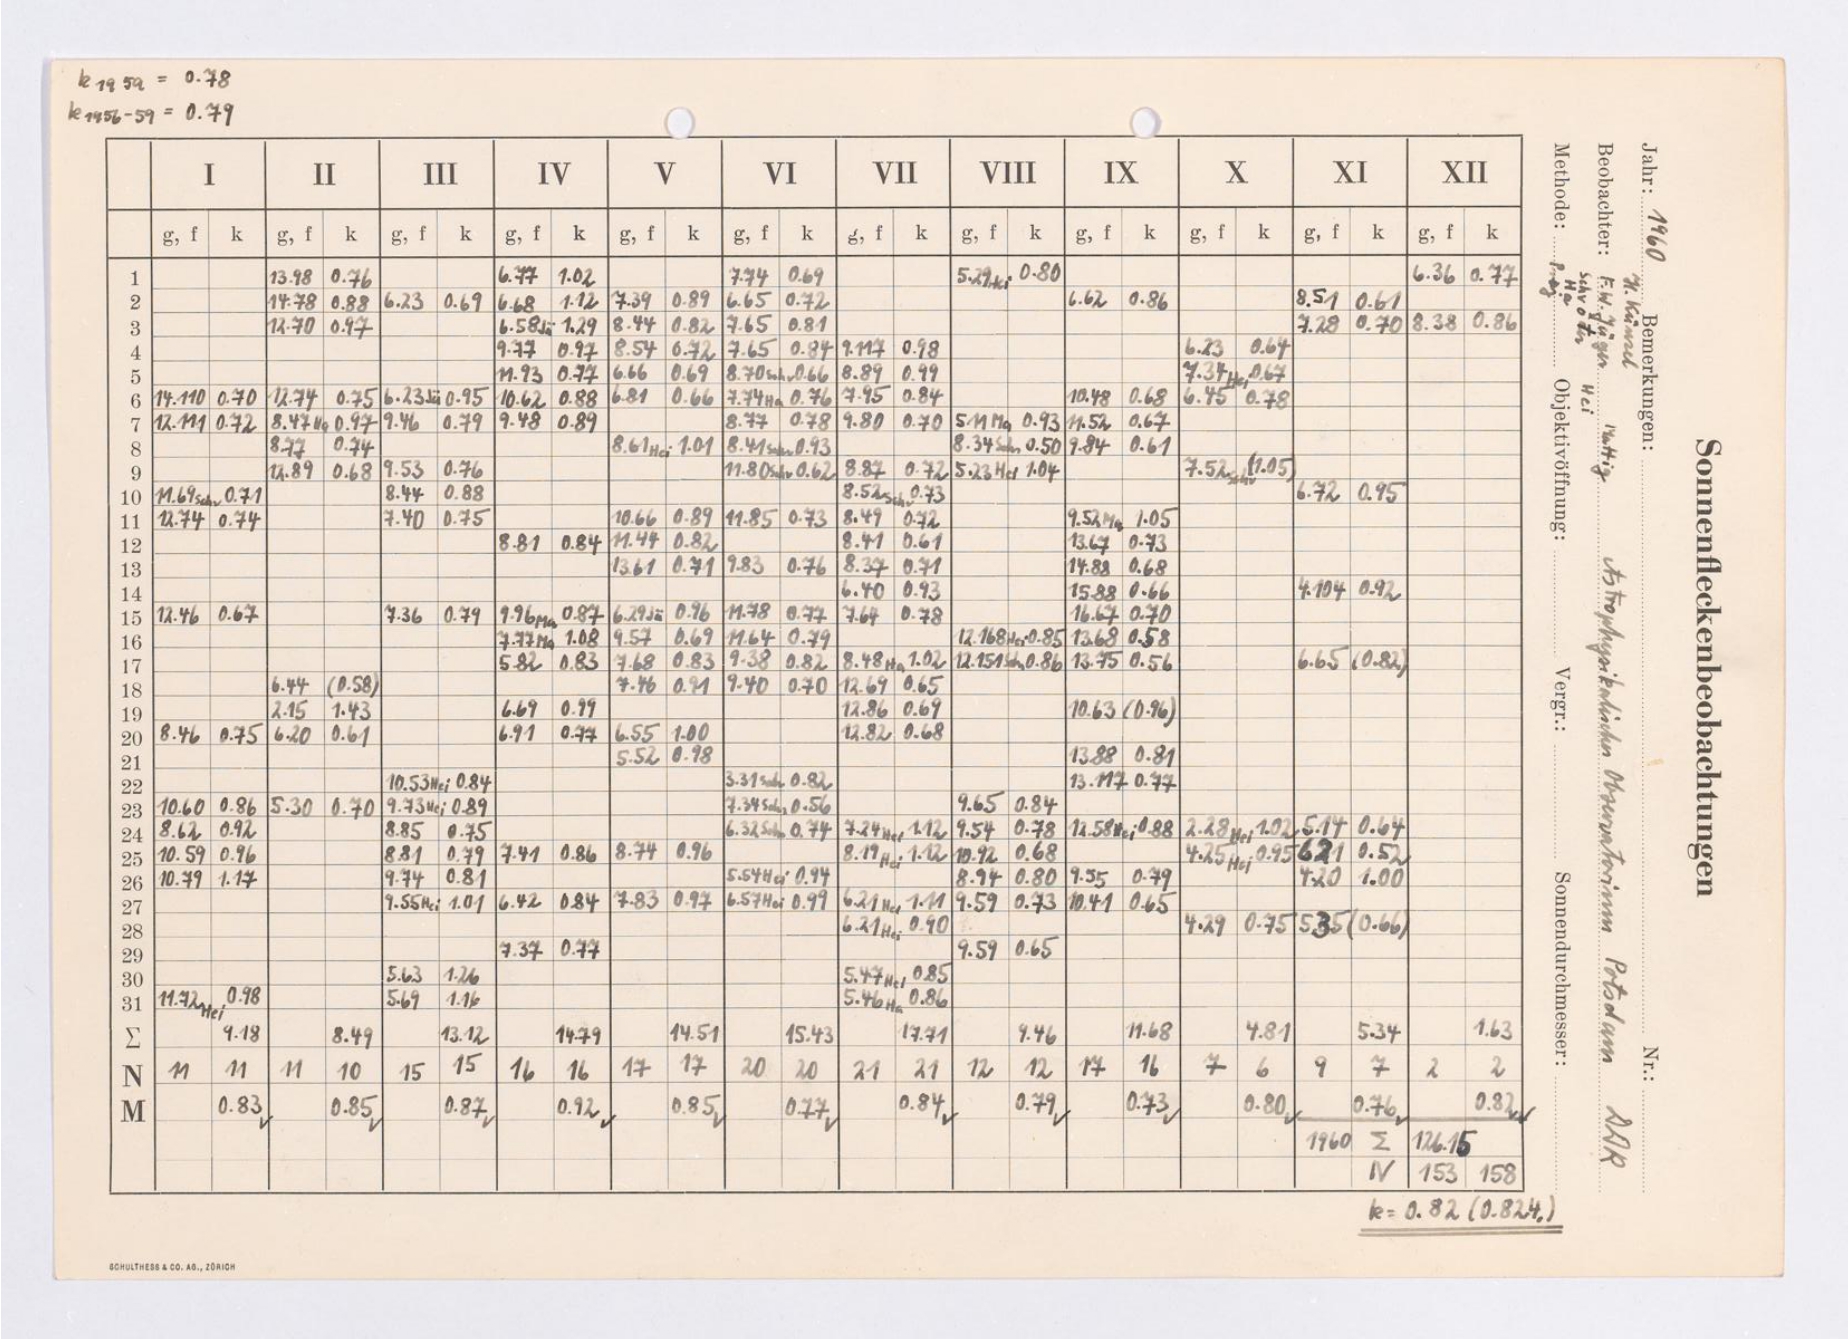 k 1959 = 0.78
k 1956-59 = 0.79
I II III IV V VI VII VIII IX X XI XII
g, f k g, f k g, f k g, f k g, f k g, f k g, f k g, f k g, f k g, f k g, f k g, f k
1 13.98 0.76 6.77 1.02 7.74 0.69 5.29 Hei 0.80 6.36 0.77
2 14.78 0.88 6.23 0.69 6.68 1.12 7.39 0.89 6.65 0.72 6.62 0.86 8.51 0.61
3 12.70 0.97 6.58 Jä 1.29 8.44 0.82 7.65 0.81 7.28 0.70 8.38 0.86
4 9.77 0.97 8.54 0.72 7.65 0.84 9.117 0.98 6.23 0.64
5 11.93 0.77 6.66 0.69 8.70 Schr 0.66 8.89 0.99 7.34 Hei 0.67
6 14.110 0.70 12.74 0.75 6.23 Jä 0.95 10.62 0.88 6.81 0.66 7.74 Ha 0.76 7.95 0.84 10.48 0.68 6.45 0.78
7 12.111 0.72 8.47 Ha 0.97 9.46 0.79 9.48 0.89 8.77 0.78 9.80 0.70 5.11 Ma 0.93 11.52 0.67
8 8.77 0.74 8.61 Hei 1.01 8.41 Schr 0.93 8.34 Schr 0.50 9.84 0.61
9 12.89 0.68 9.53 0.76 11.80 Schr 0.62 8.87 0.72 5.23 Hei 1.04 7.52 Schr (1.05)
10 11.69 Schr 0.71 8.44 0.88 8.52 Schr 0.73 6.72 0.95
11 12.74 0.74 7.40 0.75 10.66 0.89 11.85 0.73 8.49 0.72 9.52 Ma 1.05
12 8.81 0.84 11.44 0.82 8.41 0.61 13.67 0.73
13 13.61 0.71 9.83 0.76 8.37 0.71 14.88 0.68
14 6.40 0.93 15.88 0.66 4.104 0.92
15 12.46 0.67 7.36 0.79 9.96 Ma 0.87 6.29 Jä 0.96 11.78 0.77 7.64 0.78 16.67 0.70
16 7.77 Ma 1.08 9.57 0.69 11.64 0.79 12.168 Hei 0.85 13.68 0.58
17 5.82 0.83 7.68 0.83 9.38 0.82 8.48 Ha 1.02 12.151 Schr 0.86 13.75 0.56 6.65 (0.82)
18 6.44 (0.58) 7.46 0.91 9.40 0.70 12.69 0.65
19 2.15 1.43 6.69 0.99 12.86 0.69 10.63 (0.96)
20 8.46 0.75 6.20 0.61 6.91 0.77 6.55 1.00 12.82 0.68
21 5.52 0.98 13.88 0.81
22 10.53 Hei 0.84 3.31 Schr 0.82 13.117 0.77
23 10.60 0.86 5.30 0.70 9.73 Hei 0.89 7.34 Schr 0.56 9.65 0.84
24 8.62 0.92 8.85 0.75 6.32 Schr 0.74 7.24 Hei 1.12 9.54 0.78 12.58 Hei 0.88 2.28 Hei 1.02 5.14 0.64
25 10.59 0.96 8.81 0.79 7.41 0.86 8.74 0.96 8.19 Hei 1.12 10.92 0.68 4.25 Hei 0.95 6.21 0.52
26 10.79 1.17 9.74 0.81 5.54 Hei 0.94 8.94 0.80 9.55 0.79 4.20 1.00
27 9.55 Hei 1.01 6.42 0.84 7.83 0.97 6.57 Hei 0.99 6.21 Hei 1.11 9.59 0.73 10.41 0.65
28 6.21 Hei 0.90 4.29 0.75 5.35 (0.66)
29 7.37 0.77 9.59 0.65
30 5.63 1.26 5.47 Hei 0.85
31 11.72 Hei 0.98 5.69 1.16 5.46 Ha 0.86
Σ 9.18 8.49 13.12 14.79 14.51 15.43 17.71 9.46 11.68 4.81 5.34 1.63
N 11 11 11 10 15 15 16 16 17 17 20 20 21 21 12 12 17 16 7 6 9 7 2 2
M 0.83 0.85 0.87 0.92 0.85 0.77 0.84 0.79 0.73 0.80 0.76 0.82
1960 Σ 126.15
N 153 158
k = 0.82 (0.824)
SCHULTHESS & CO. AG., ZÜRICH
Sonnenfleckenbeobachtungen
Jahr: 1960 Bemerkungen: Nr.:
H. Künzel
Beobachter: F.W. Jäger Mattig Astrophysikalisches Observatorium Potsdam DDR
Schröter Hei
Ha
Methode: Proj. Objektivöffnung: Vergr.: Sonnendurchmesser: